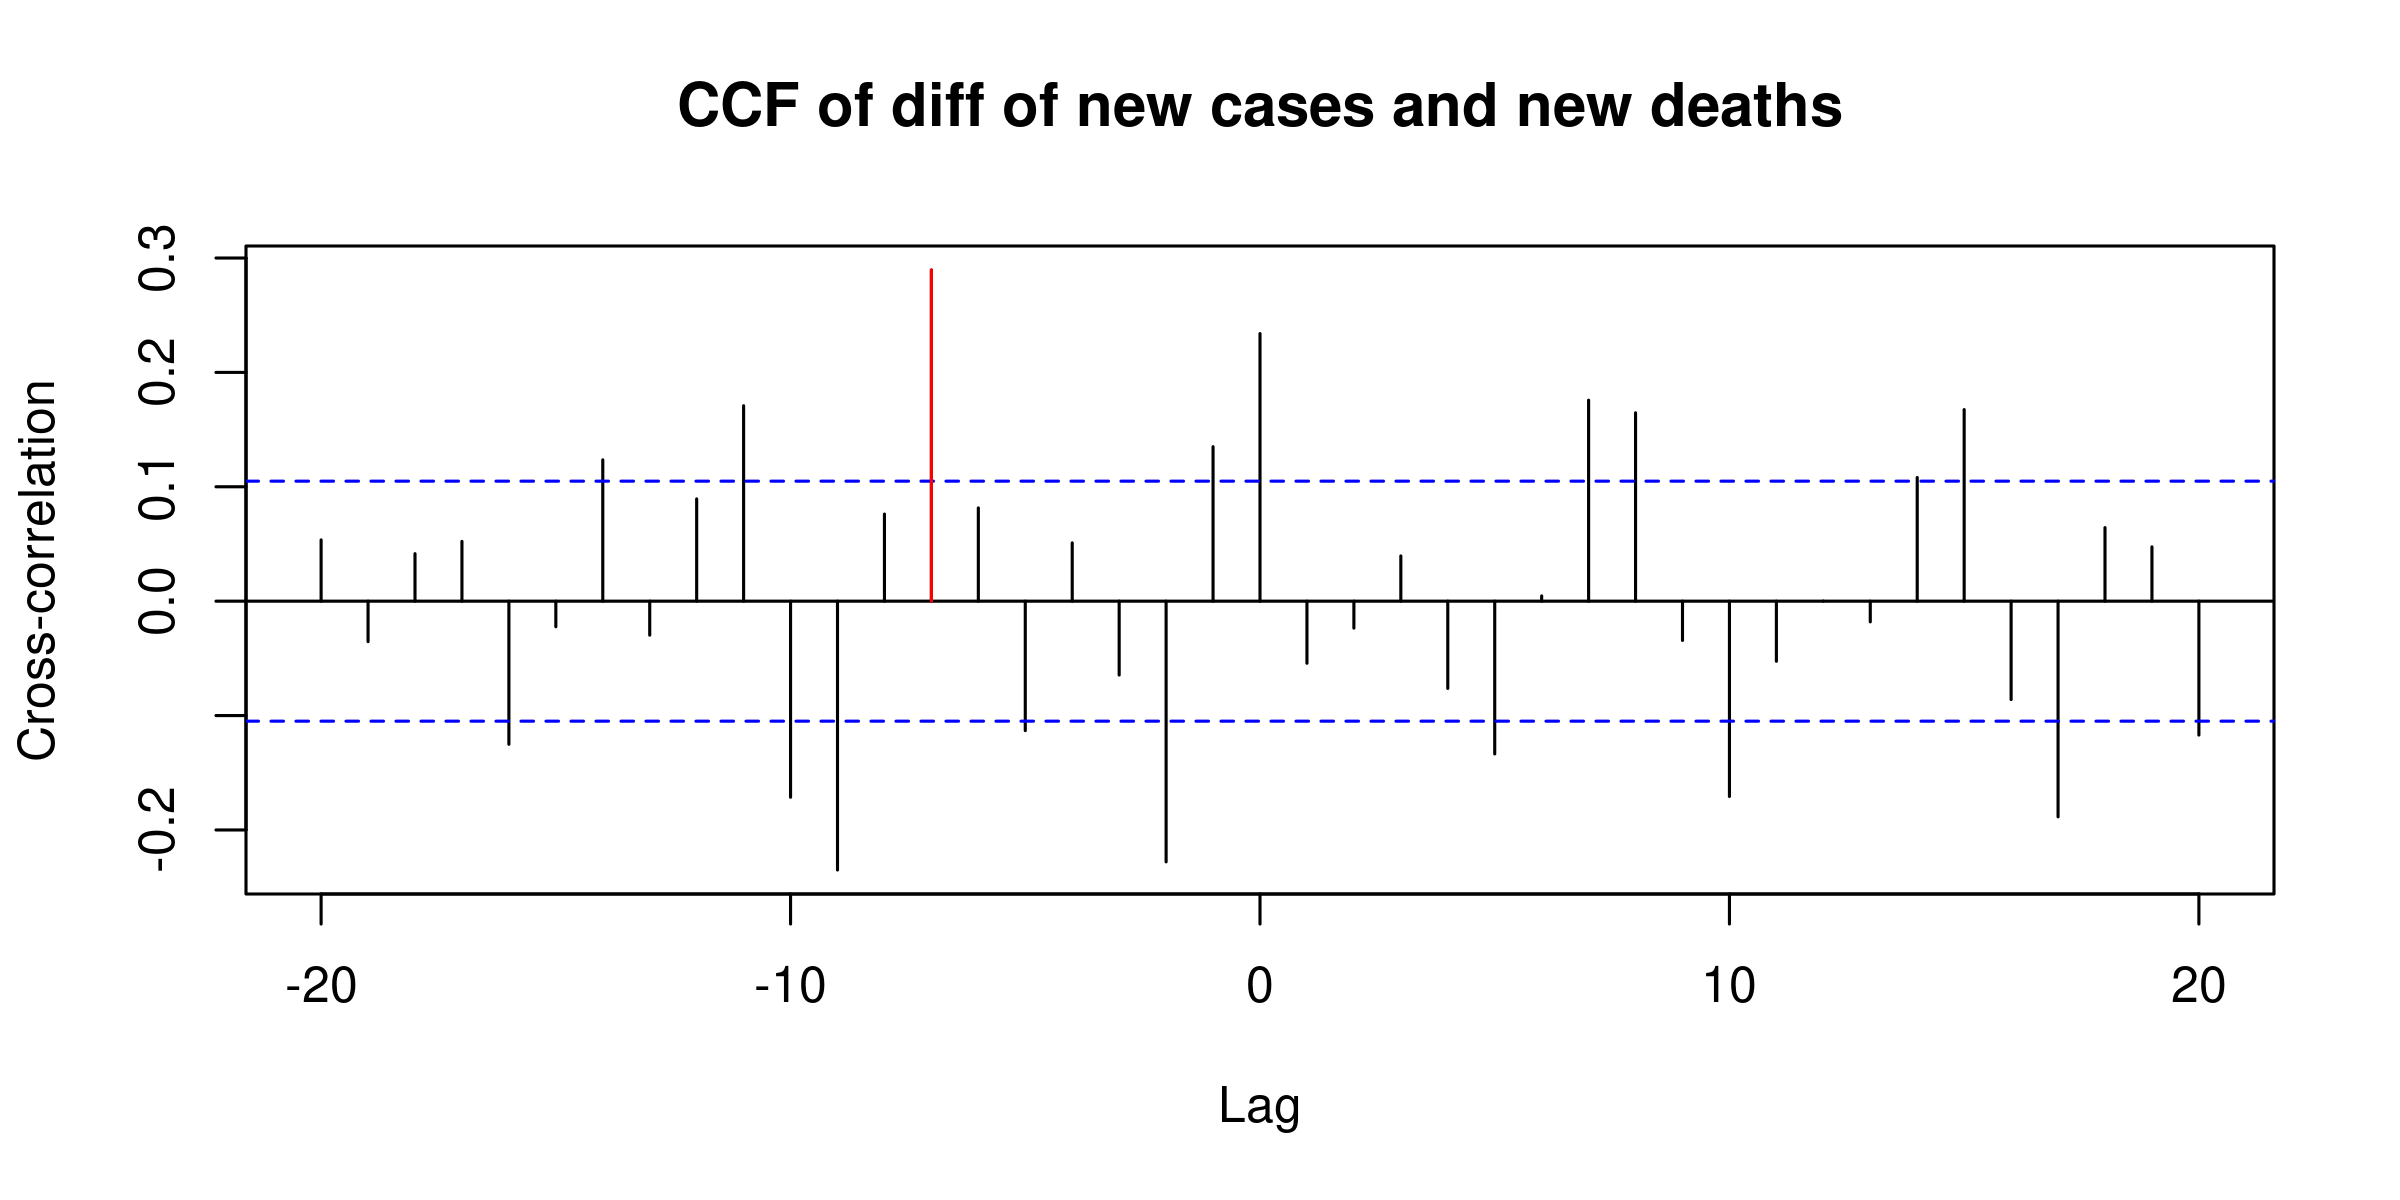 CCF of diff of new cases and new deaths
Cross-correlation
0.3
0.2
0.1
0.0
-0.2
-20 -10 0 10 20
Lag